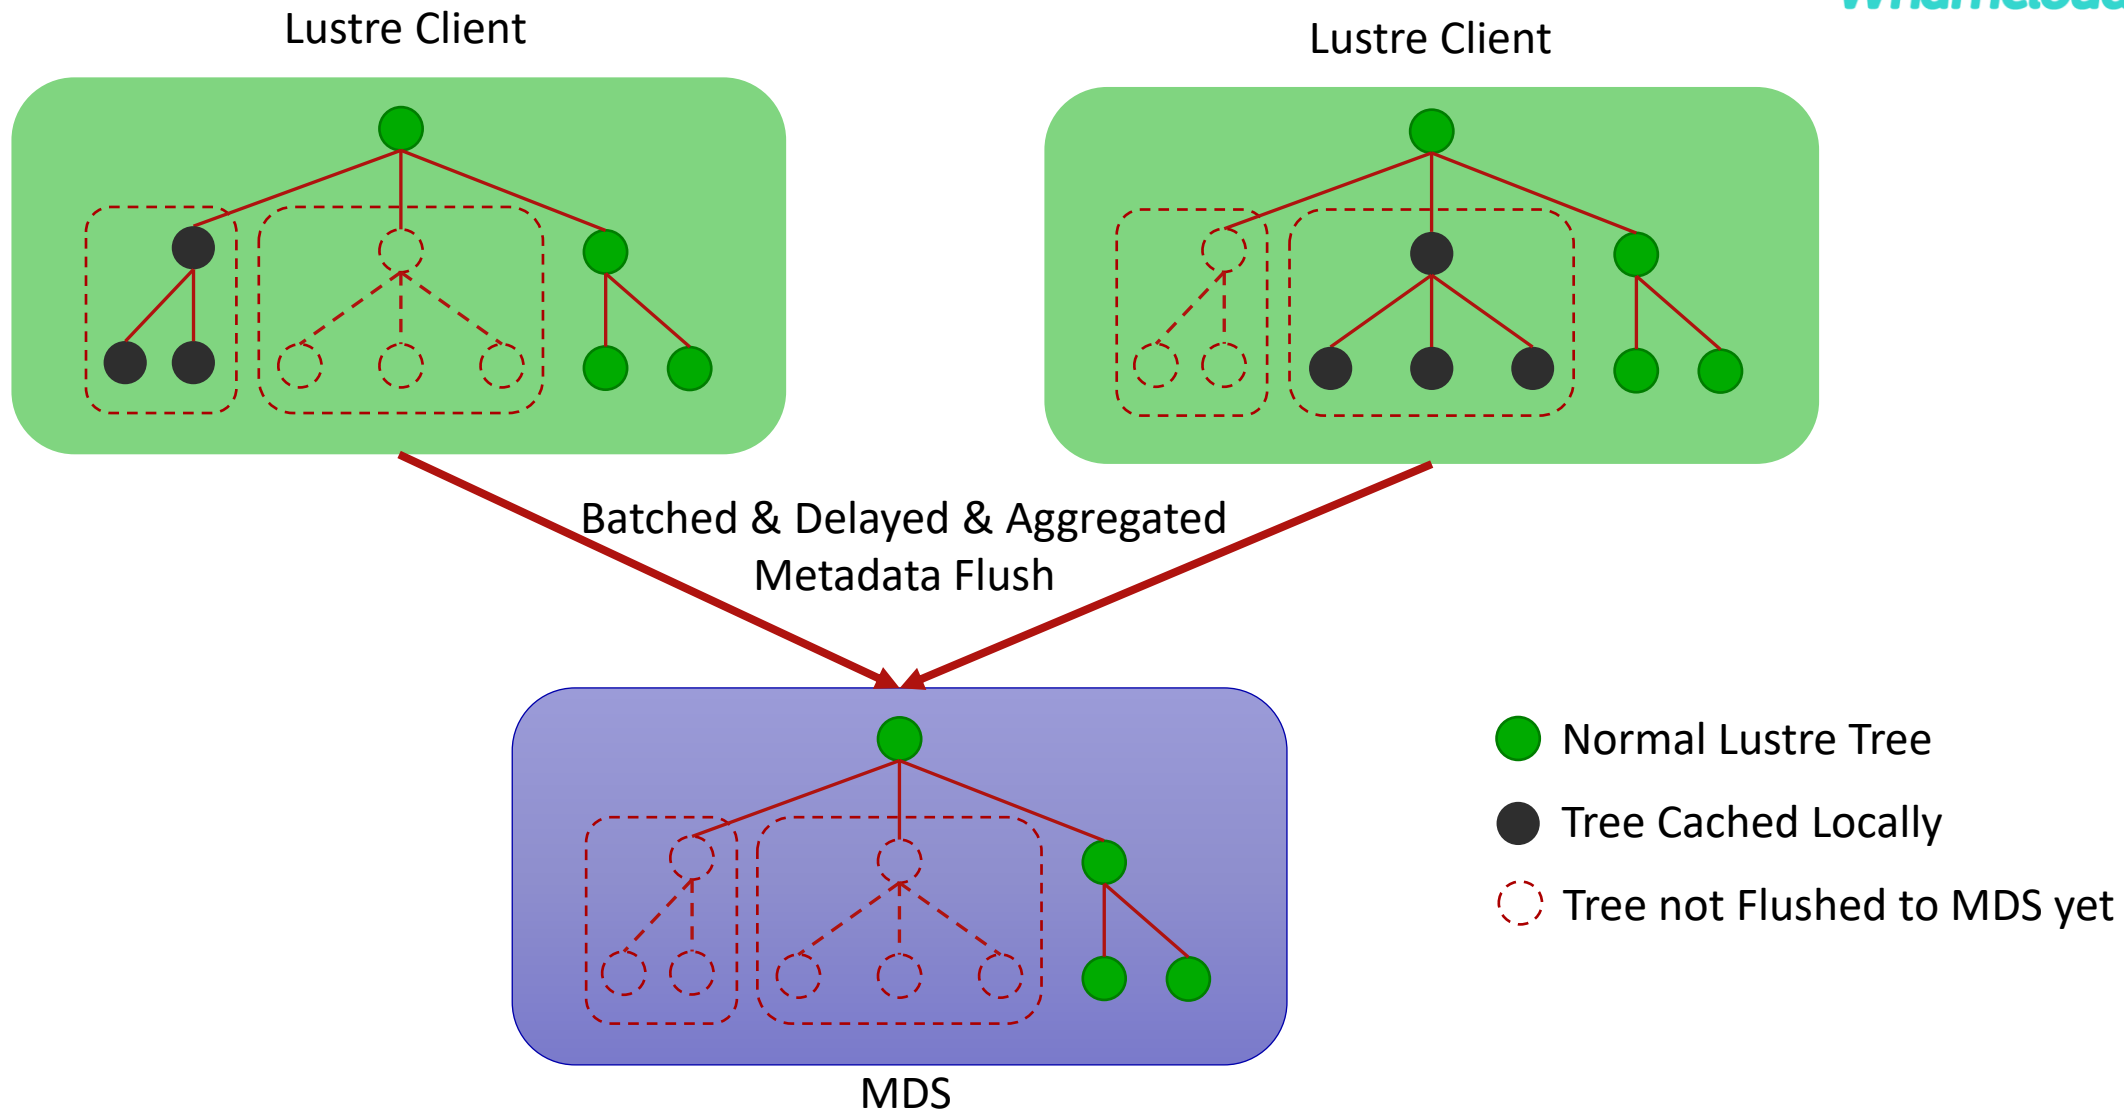 Lustre Client
Lustre Client
Batched & Delayed & Aggregated
Metadata Flush
Normal Lustre Tree
Tree Cached Locally
Tree not Flushed to MDS yet
MDS